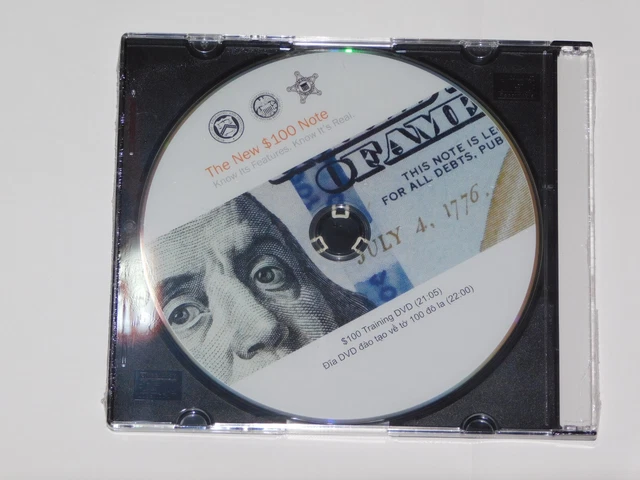 The New $100 Note
Know Its Features. Know It's Real.
OF AME
THIS NOTE IS LE
FOR ALL DEBTS, PUB
JULY 4, 1776.
$100 Training DVD (21:05)
Đĩa DVD đào tạo về tờ 100 đô la (22:00)